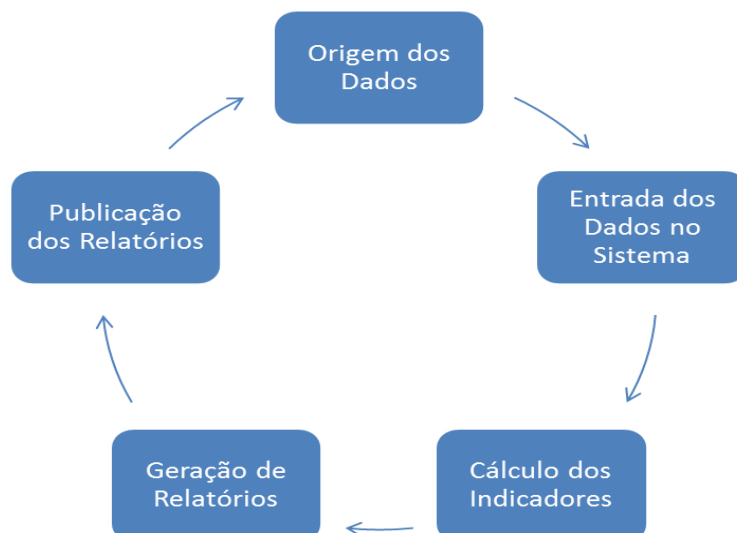 Origem dos
Dados
Entrada dos
Dados no
Sistema
Cálculo dos
Indicadores
Geração de
Relatórios
Publicação
dos Relatórios